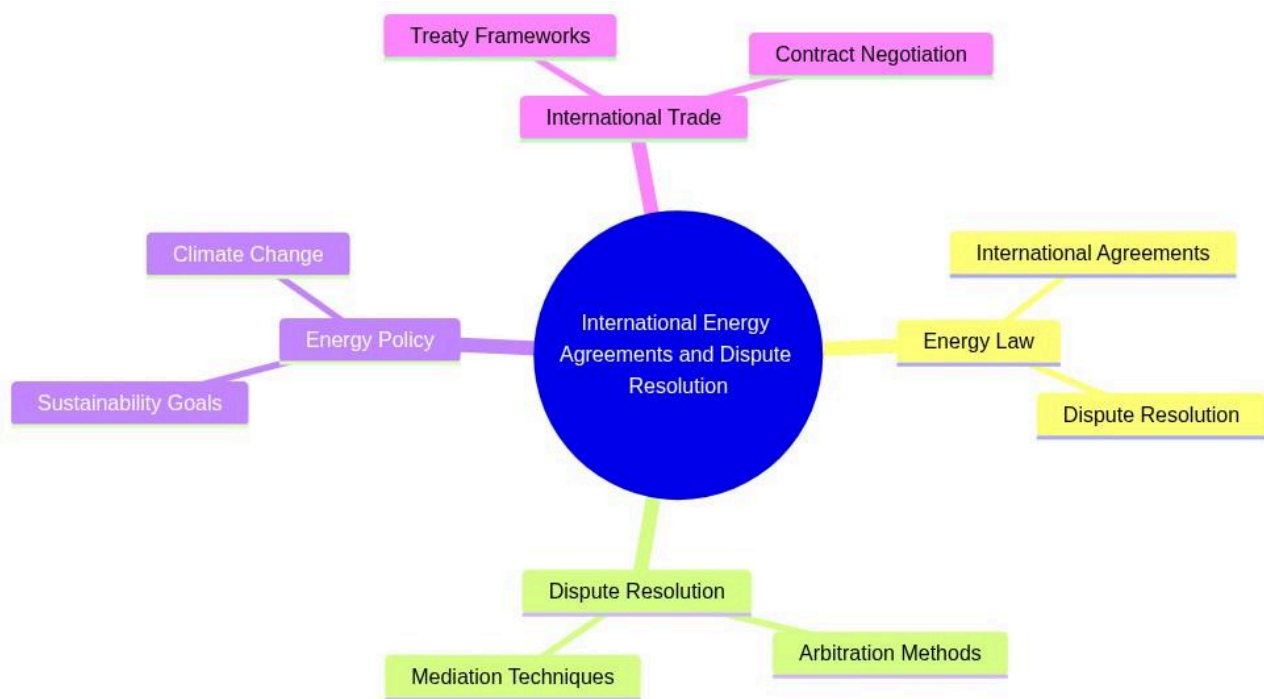 Treaty Frameworks
Contract Negotiation
International Trade
Climate Change
International Agreements
Energy Policy
International Energy
Agreements and Dispute
Resolution
Energy Law
Sustainability Goals
Dispute Resolution
Dispute Resolution
Arbitration Methods
Mediation Techniques